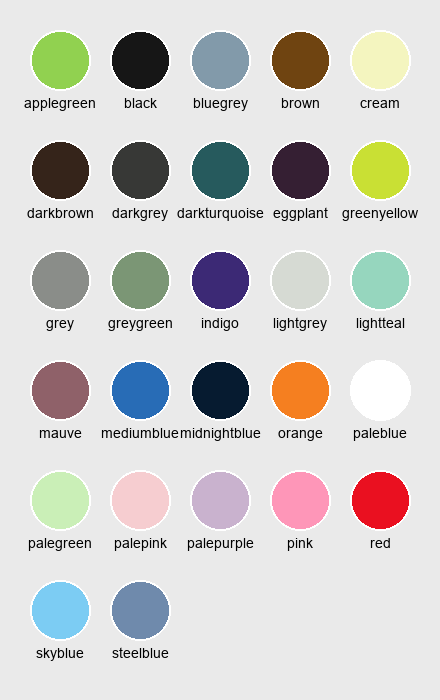 applegreen black bluegrey brown cream
darkbrown darkgrey darkturquoise eggplant greenyellow
grey greygreen indigo lightgrey lightteal
mauve mediumblue midnightblue orange paleblue
palegreen palepink palepurple pink red
skyblue steelblue